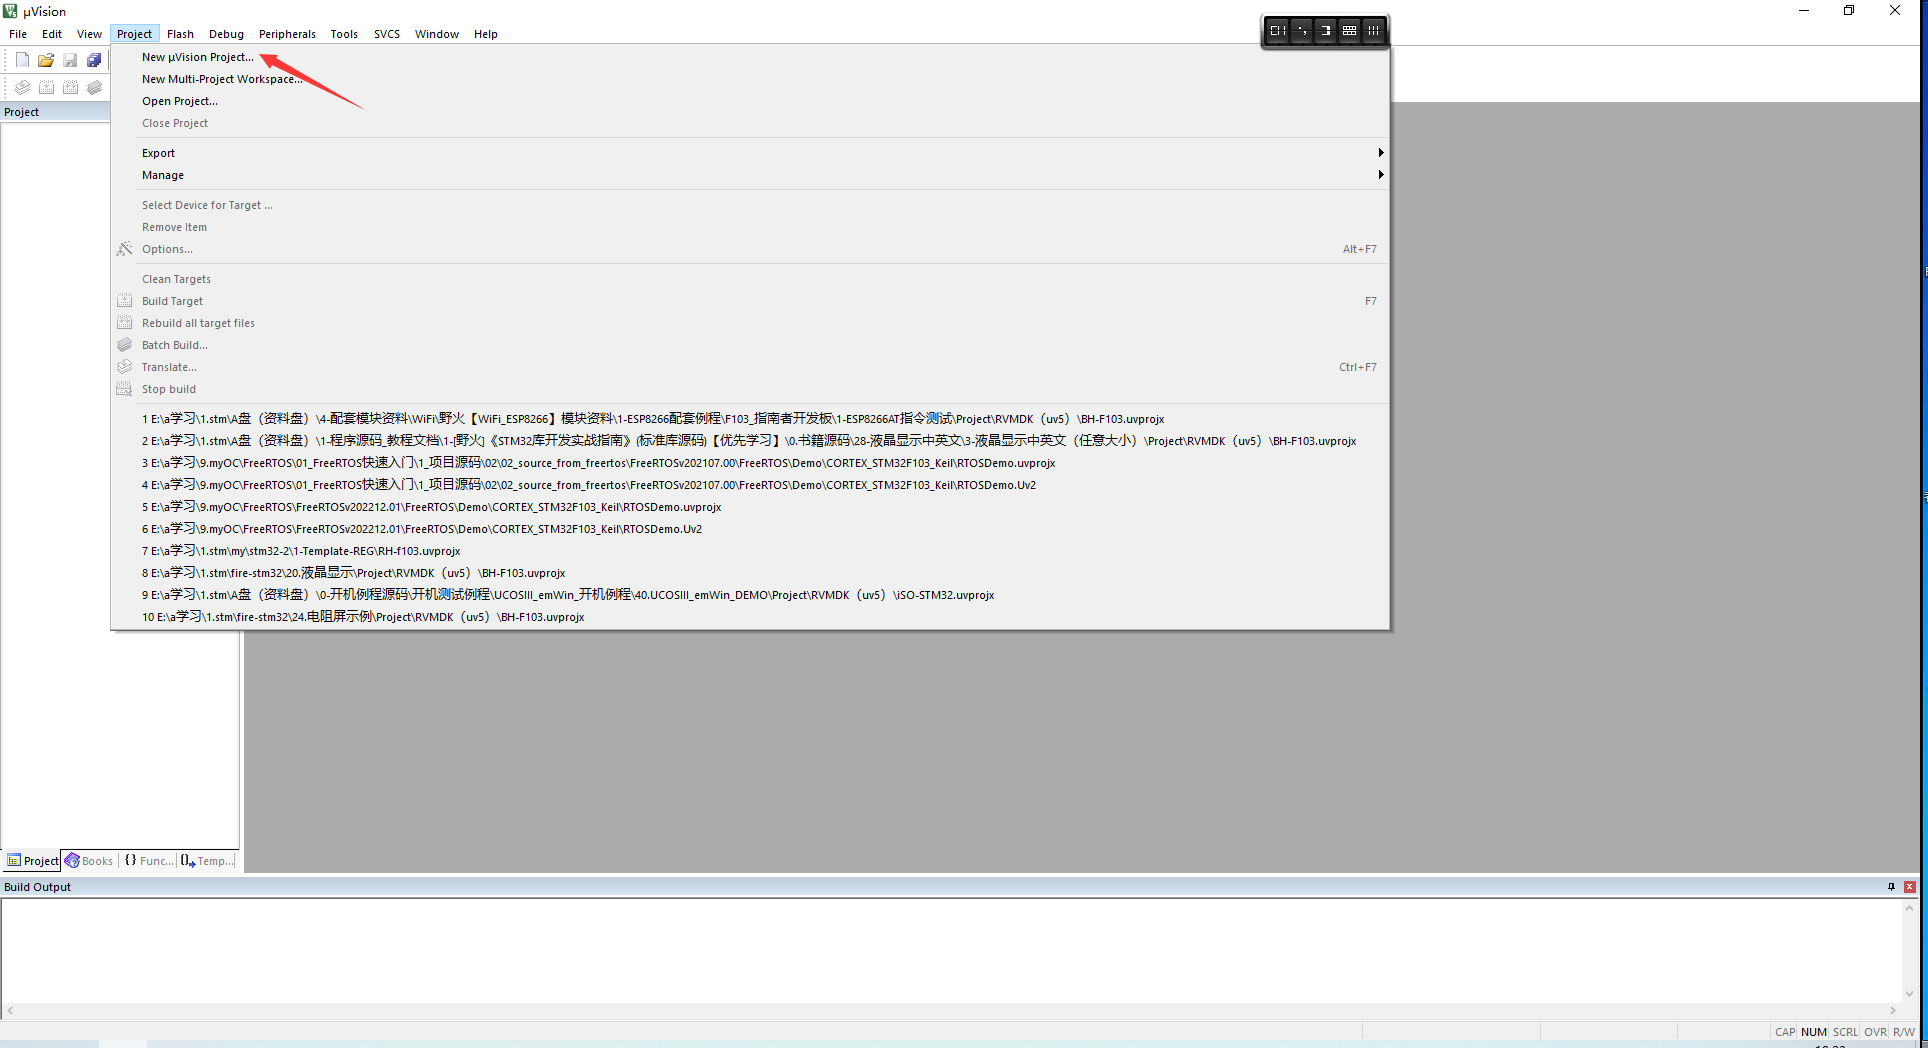 μVision
File Edit View Project Flash Debug Peripherals Tools SVCS Window Help
New μVision Project...
New Multi-Project Workspace...
Open Project...
Close Project
Export
Manage
Select Device for Target ...
Remove Item
Options... Alt+F7
Clean Targets
Build Target F7
Rebuild all target files
Batch Build...
Translate... Ctrl+F7
Stop build
1 E:\a学习\1.stm\A盘（资料盘）\4-配套模块资料\WiFi\野火【WiFi_ESP8266】模块资料\1-ESP8266配套例程\F103_指南者开发板\1-ESP8266AT指令测试\Project\RVMDK（uv5）\BH-F103.uvprojx
2 E:\a学习\1.stm\A盘（资料盘）\1-程序源码_教程文档\1-[野火]《STM32库开发实战指南》(标准库源码)【优先学习】\0.书籍源码\28-液晶显示中英文\3-液晶显示中英文（任意大小）\Project\RVMDK（uv5）\BH-F103.uvprojx
3 E:\a学习\9.myOC\FreeRTOS\01_FreeRTOS快速入门\1_项目源码\02\02_source_from_freertos\FreeRTOSv202107.00\FreeRTOS\Demo\CORTEX_STM32F103_Keil\RTOSDemo.uvprojx
4 E:\a学习\9.myOC\FreeRTOS\01_FreeRTOS快速入门\1_项目源码\02\02_source_from_freertos\FreeRTOSv202107.00\FreeRTOS\Demo\CORTEX_STM32F103_Keil\RTOSDemo.Uv2
5 E:\a学习\9.myOC\FreeRTOS\FreeRTOSv202212.01\FreeRTOS\Demo\CORTEX_STM32F103_Keil\RTOSDemo.uvprojx
6 E:\a学习\9.myOC\FreeRTOS\FreeRTOSv202212.01\FreeRTOS\Demo\CORTEX_STM32F103_Keil\RTOSDemo.Uv2
7 E:\a学习\1.stm\my\stm32-2\1-Template-REG\RH-f103.uvprojx
8 E:\a学习\1.stm\fire-stm32\20.液晶显示\Project\RVMDK（uv5）\BH-F103.uvprojx
9 E:\a学习\1.stm\A盘（资料盘）\0-开机例程源码\开机测试例程\UCOSIII_emWin_开机例程\40.UCOSIII_emWin_DEMO\Project\RVMDK（uv5）\iSO-STM32.uvprojx
10 E:\a学习\1.stm\fire-stm32\24.电阻屏示例\Project\RVMDK（uv5）\BH-F103.uvprojx
Project
Project Books {} Func... Temp...
Build Output
CAP NUM SCRL OVR R/W